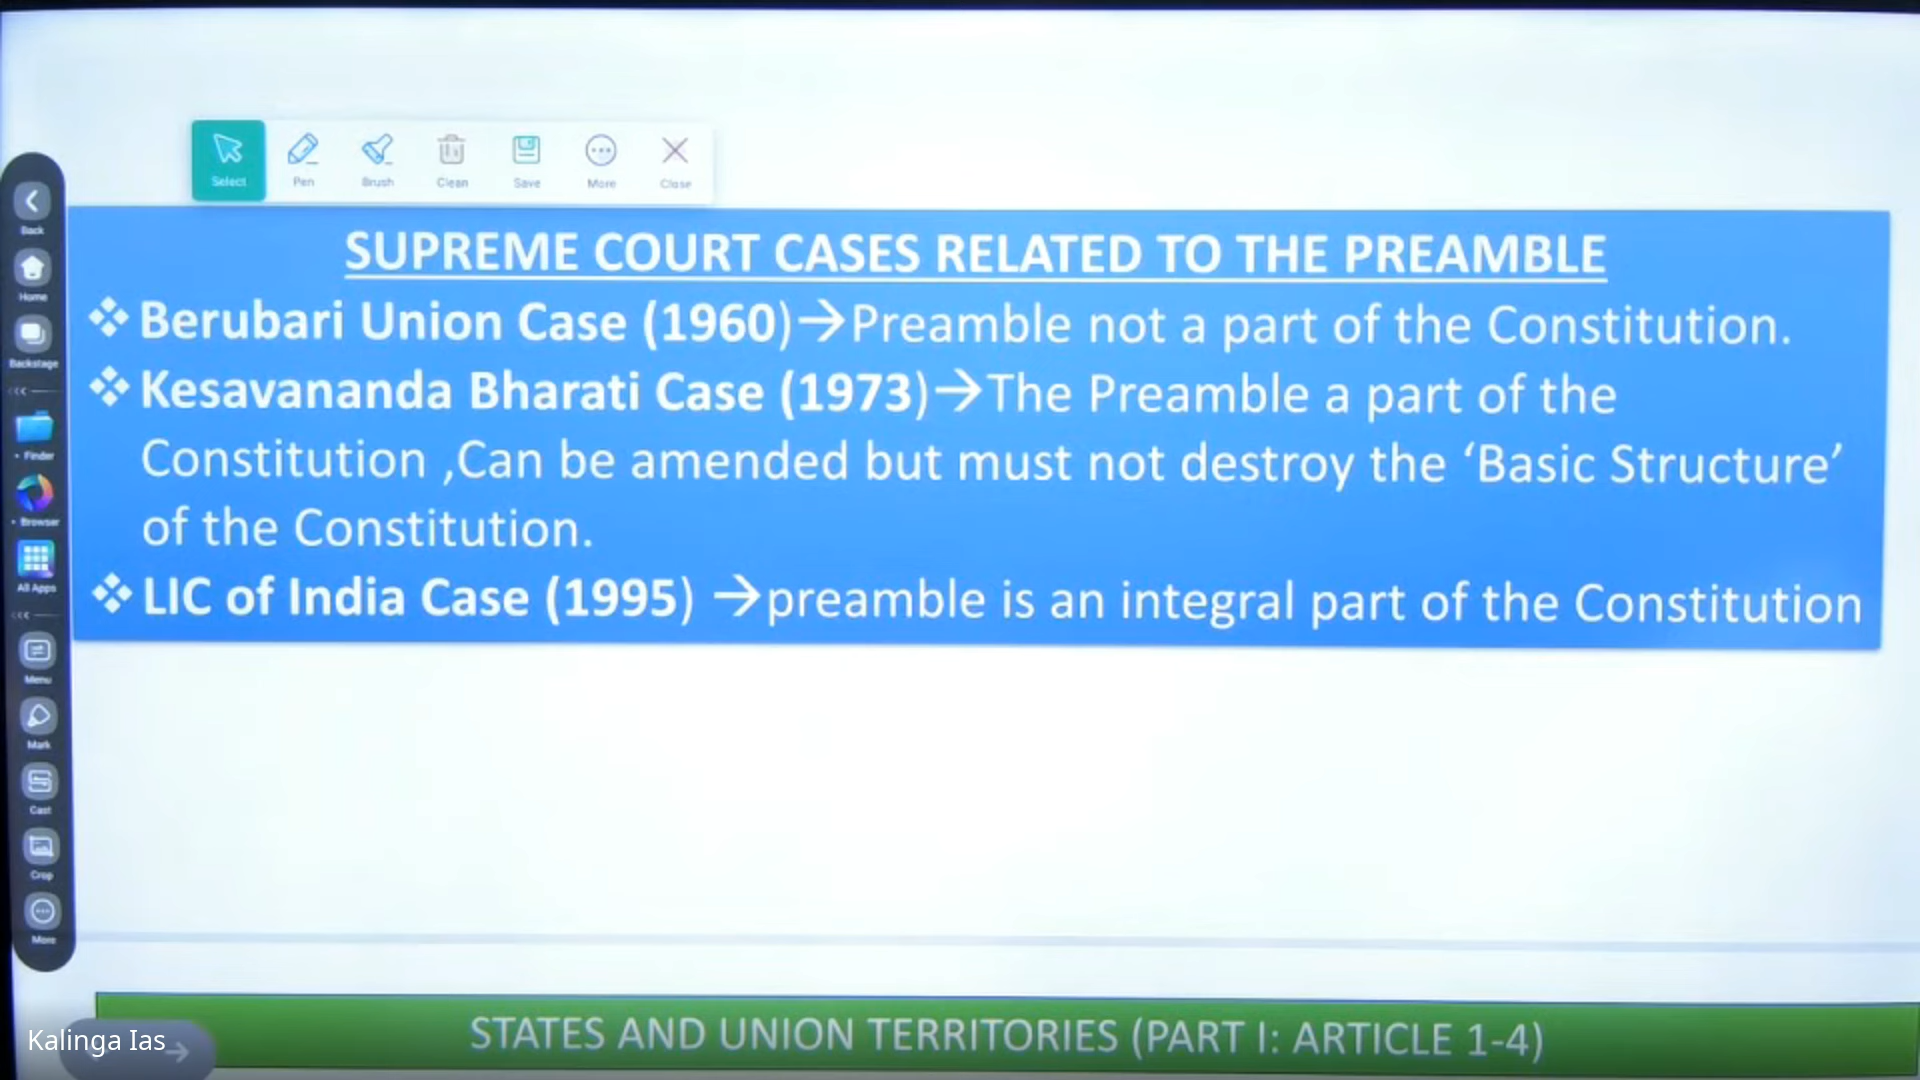 Select
Pen
Brush
Clean
Save
More
Close
Back
Home
Backstage
Finder
Browser
All Apps
Menu
Mark
Cast
Crop
More
SUPREME COURT CASES RELATED TO THE PREAMBLE
❖ Berubari Union Case (1960)→Preamble not a part of the Constitution.
❖ Kesavananda Bharati Case (1973)→The Preamble a part of the
Constitution ,Can be amended but must not destroy the ‘Basic Structure’
of the Constitution.
❖ LIC of India Case (1995) →preamble is an integral part of the Constitution
STATES AND UNION TERRITORIES (PART I: ARTICLE 1-4)
Kalinga Ias